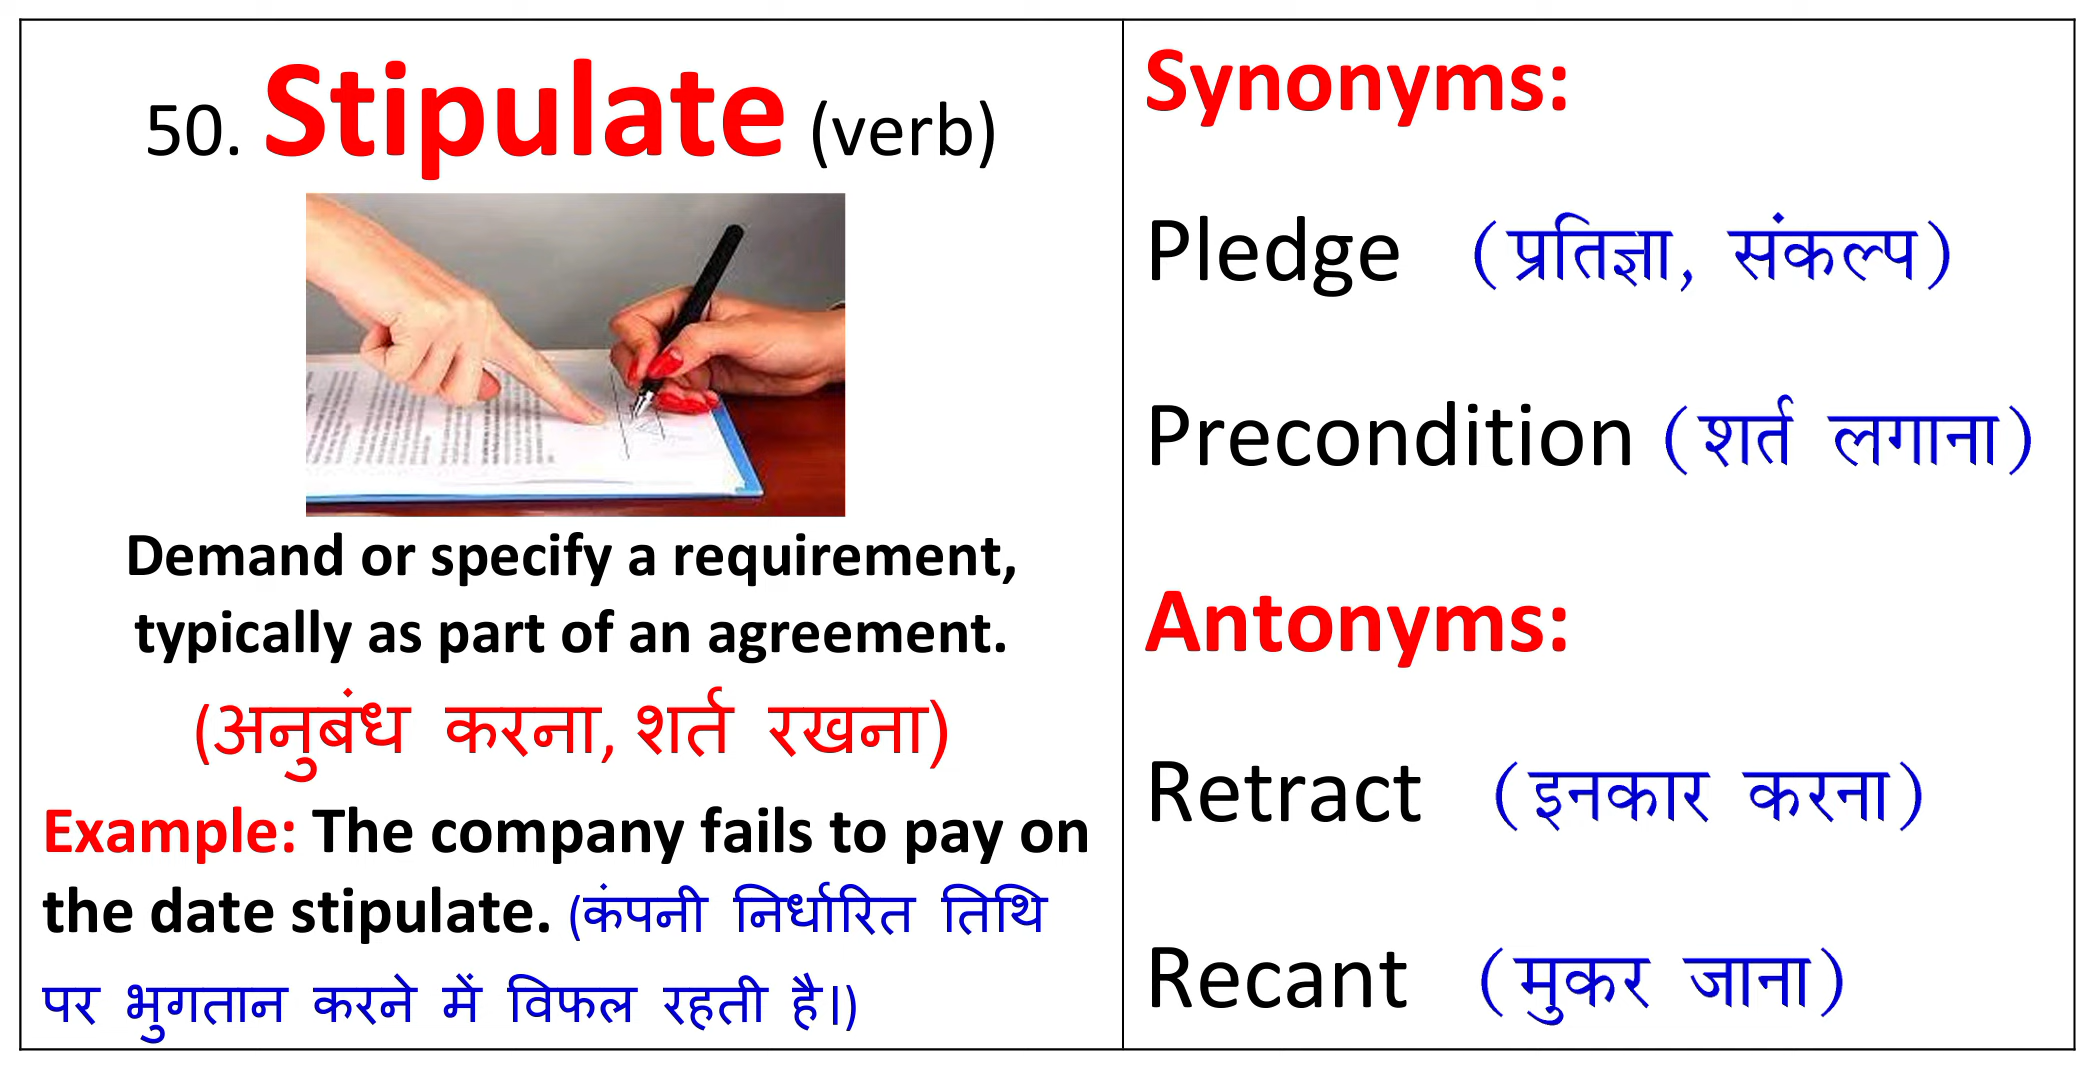 50. Stipulate (verb)
Demand or specify a requirement,
typically as part of an agreement.
(अनुबंध करना, शर्त रखना)
Example: The company fails to pay on
the date stipulate. (कंपनी निर्धारित तिथि
पर भुगतान करने में विफल रहती है।)
Synonyms:
Pledge (प्रतिज्ञा, संकल्प)
Precondition (शर्त लगाना)
Antonyms:
Retract (इनकार करना)
Recant (मुकर जाना)